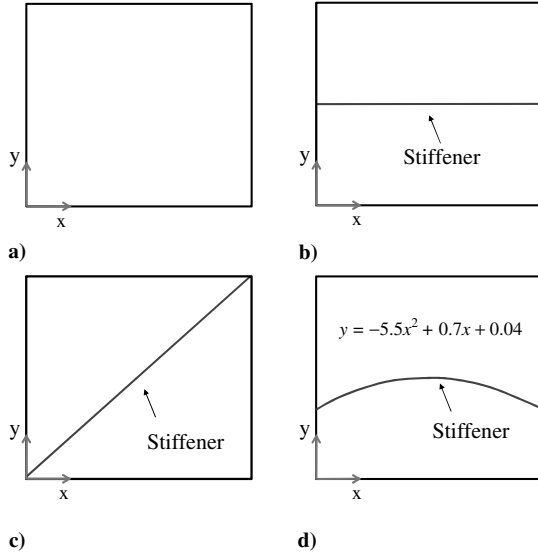 y
x
a)
y
Stiffener
x
b)
y
Stiffener
x
c)
y = −5.5x² + 0.7x + 0.04
y
Stiffener
x
d)